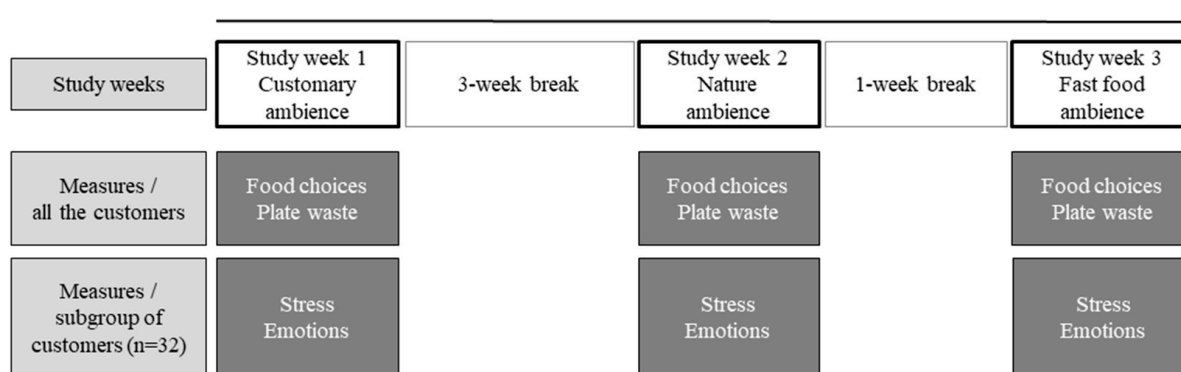 Study weeks
Study week 1
Customary
ambience
3-week break
Study week 2
Nature
ambience
1-week break
Study week 3
Fast food
ambience
Measures /
all the customers
Food choices
Plate waste
Food choices
Plate waste
Food choices
Plate waste
Measures /
subgroup of
customers (n=32)
Stress
Emotions
Stress
Emotions
Stress
Emotions